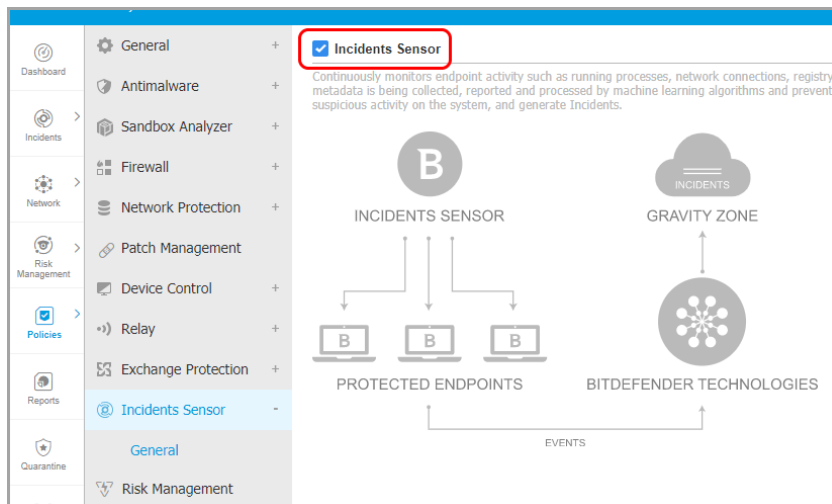 Dashboard
Incidents
Network
Risk
Management
Policies
Reports
Quarantine
General +
Antimalware +
Sandbox Analyzer +
Firewall +
Network Protection +
Patch Management
Device Control +
Relay +
Exchange Protection +
Incidents Sensor -
General
Risk Management
Incidents Sensor
Continuously monitors endpoint activity such as running processes, network connections, registry
metadata is being collected, reported and processed by machine learning algorithms and prevent
suspicious activity on the system, and generate Incidents.
B
INCIDENTS SENSOR
INCIDENTS
GRAVITY ZONE
B B B
PROTECTED ENDPOINTS
BITDEFENDER TECHNOLOGIES
EVENTS